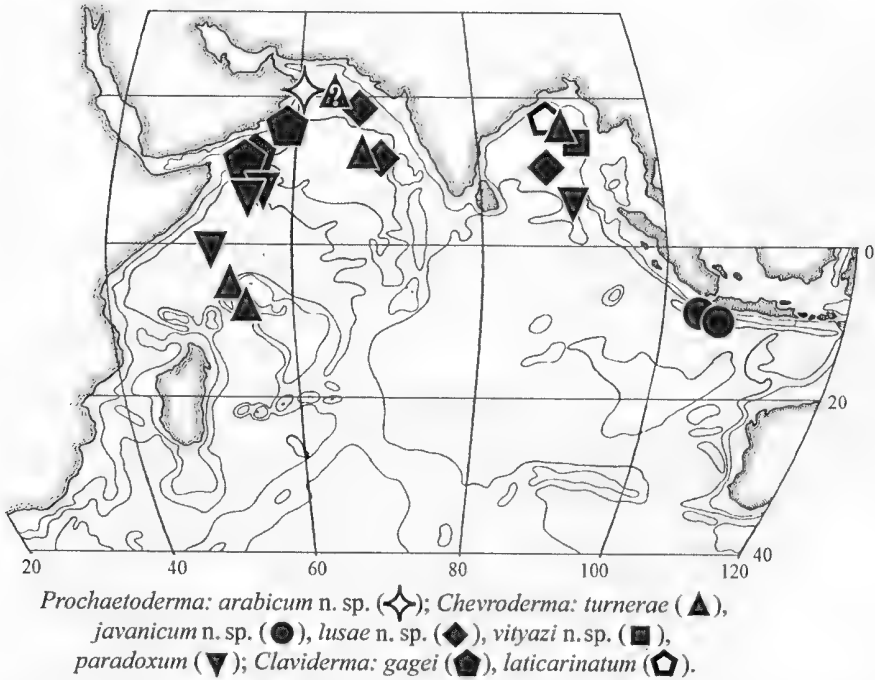 ?
0
20
40
20 40 60 80 100 120
Prochaetoderma: arabicum n. sp. (); Chevroderma: turnerae (),
javanicum n. sp. (), lusae n. sp. (), vityazi n. sp. (),
paradoxum (); Claviderma: gagei (), laticarinatum ().